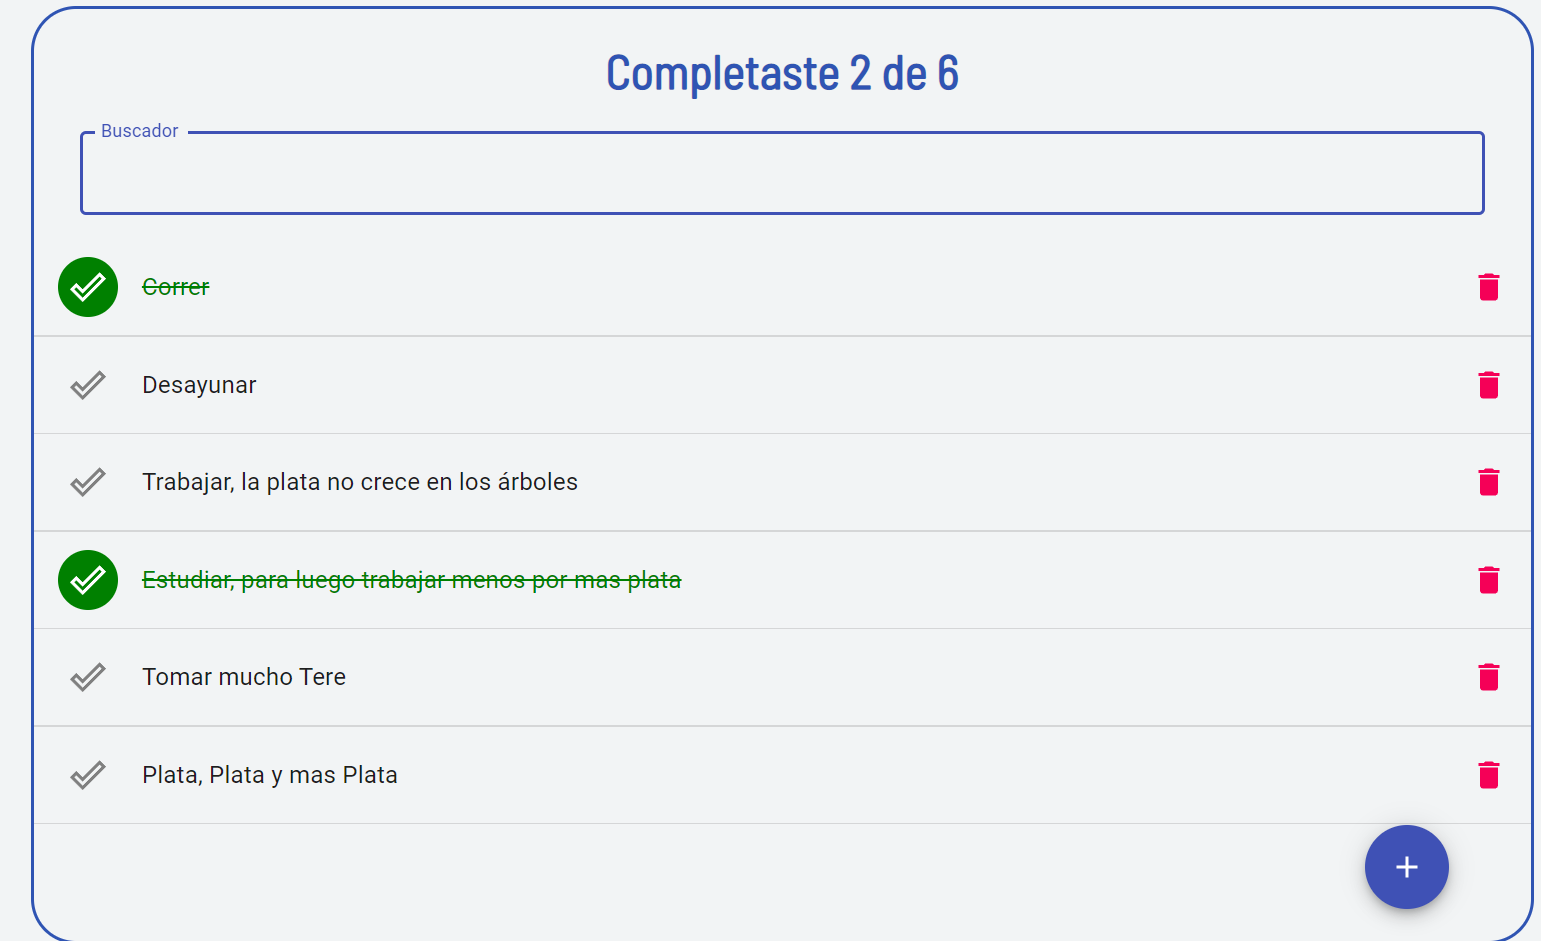 Completaste 2 de 6
Buscador
Correr
Desayunar
Trabajar, la plata no crece en los árboles
Estudiar, para luego trabajar menos por mas plata
Tomar mucho Tere
Plata, Plata y mas Plata